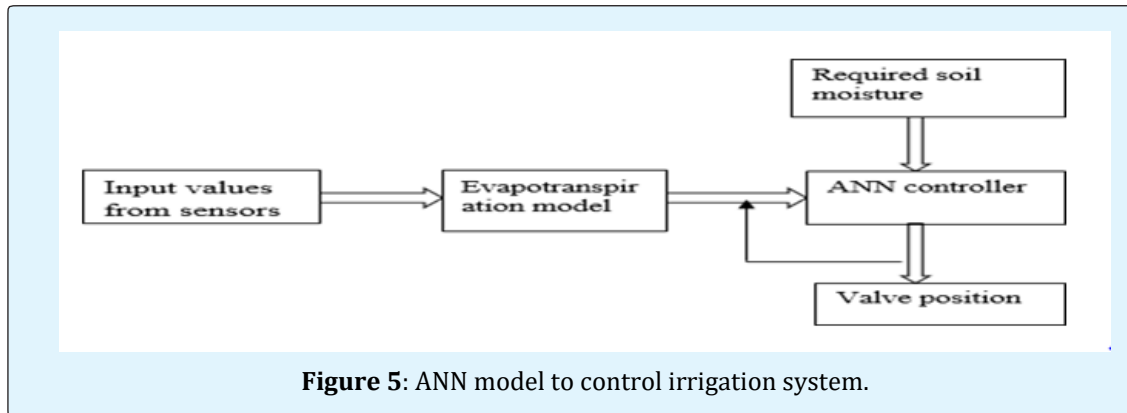 Required soil
moisture
Input values
from sensors
Evapotranspir
ation model
ANN controller
Valve position
Figure 5: ANN model to control irrigation system.